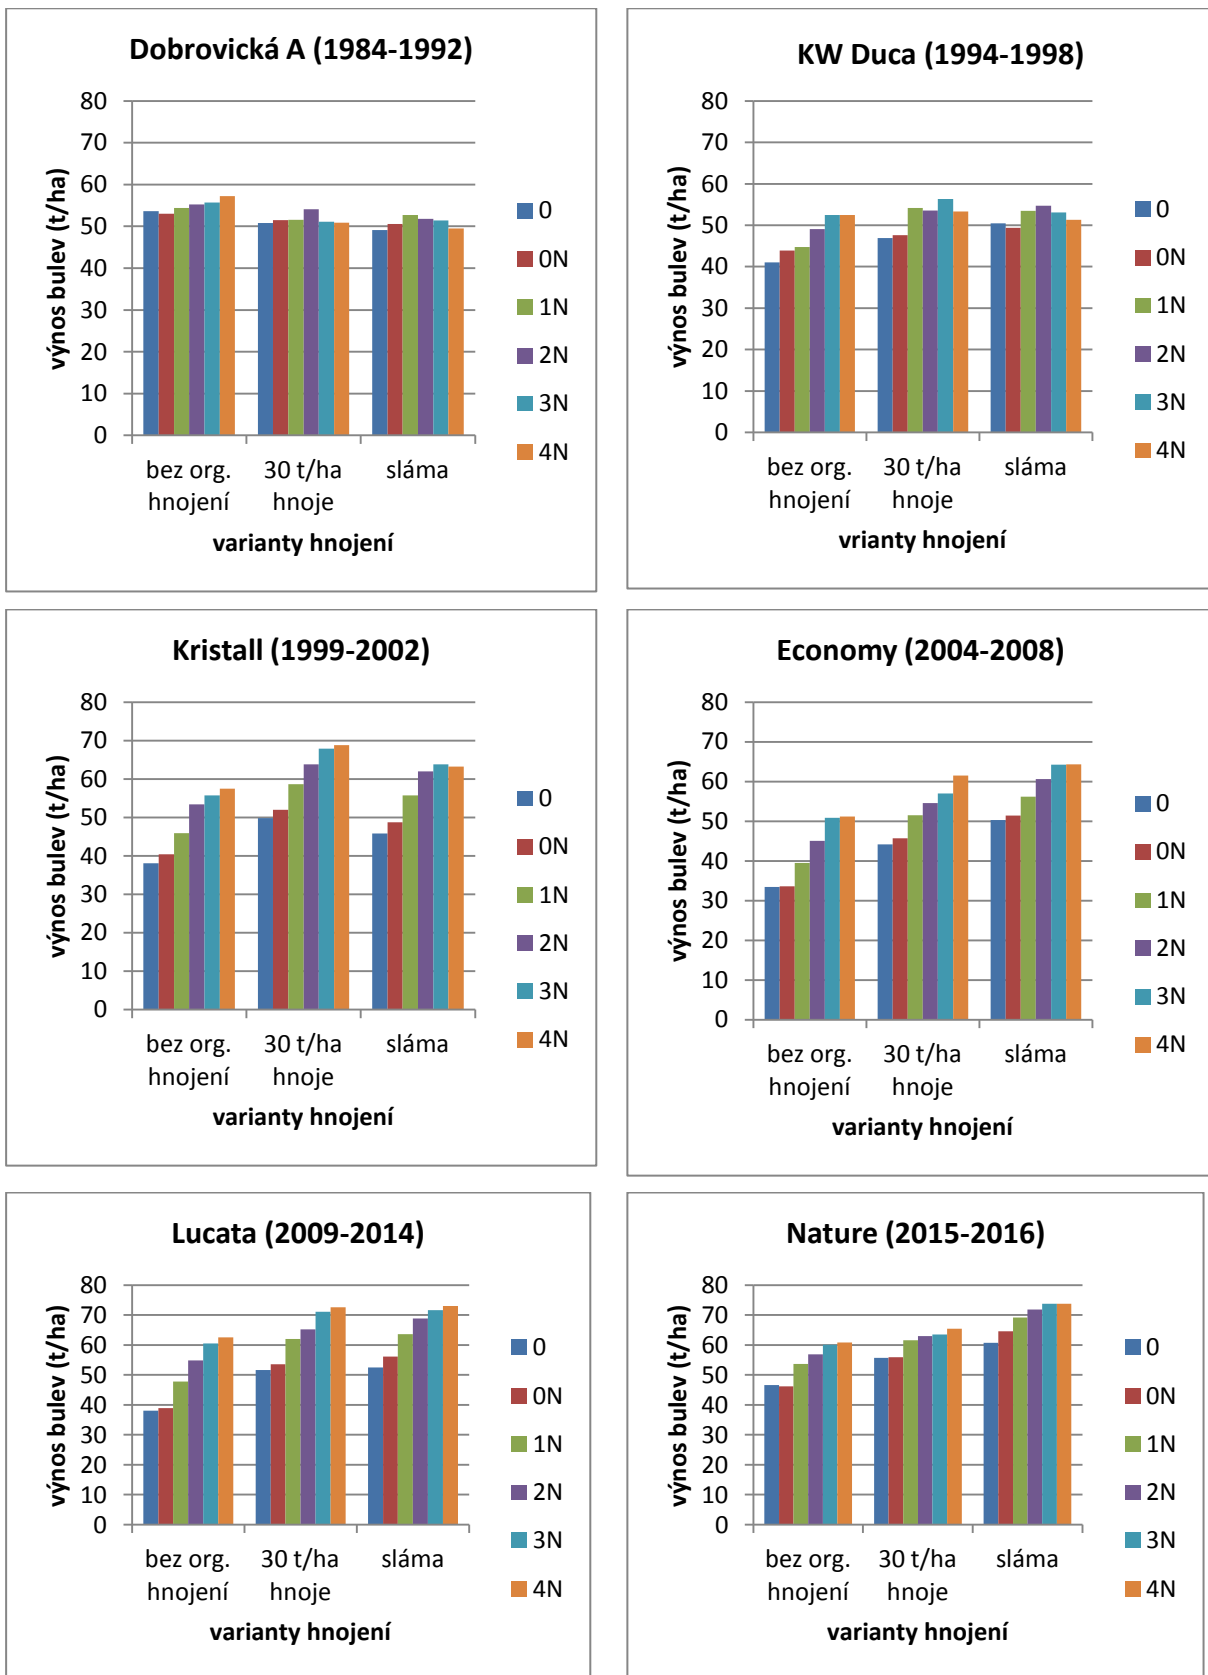 Dobrovická A (1984-1992)
výnos bulev (t/ha)
80
70
60
50
40
30
20
10
0
bez org. hnojení
30 t/ha hnoje
sláma
varianty hnojení
0
0N
1N
2N
3N
4N
KW Duca (1994-1998)
výnos bulev (t/ha)
80
70
60
50
40
30
20
10
0
bez org. hnojení
30 t/ha hnoje
sláma
vrianty hnojení
0
0N
1N
2N
3N
4N
Kristall (1999-2002)
výnos bulev (t/ha)
80
70
60
50
40
30
20
10
0
bez org. hnojení
30 t/ha hnoje
sláma
varianty hnojení
0
0N
1N
2N
3N
4N
Economy (2004-2008)
výnos bulev (t/ha)
80
70
60
50
40
30
20
10
0
bez org. hnojení
30 t/ha hnoje
sláma
varianty hnojení
0
0N
1N
2N
3N
4N
Lucata (2009-2014)
výnos bulev (t/ha)
80
70
60
50
40
30
20
10
0
bez org. hnojení
30 t/ha hnoje
sláma
varianty hnojení
0
0N
1N
2N
3N
4N
Nature (2015-2016)
výnos bulev (t/ha)
80
70
60
50
40
30
20
10
0
bez org. hnojení
30 t/ha hnoje
sláma
varianty hnojení
0
0N
1N
2N
3N
4N